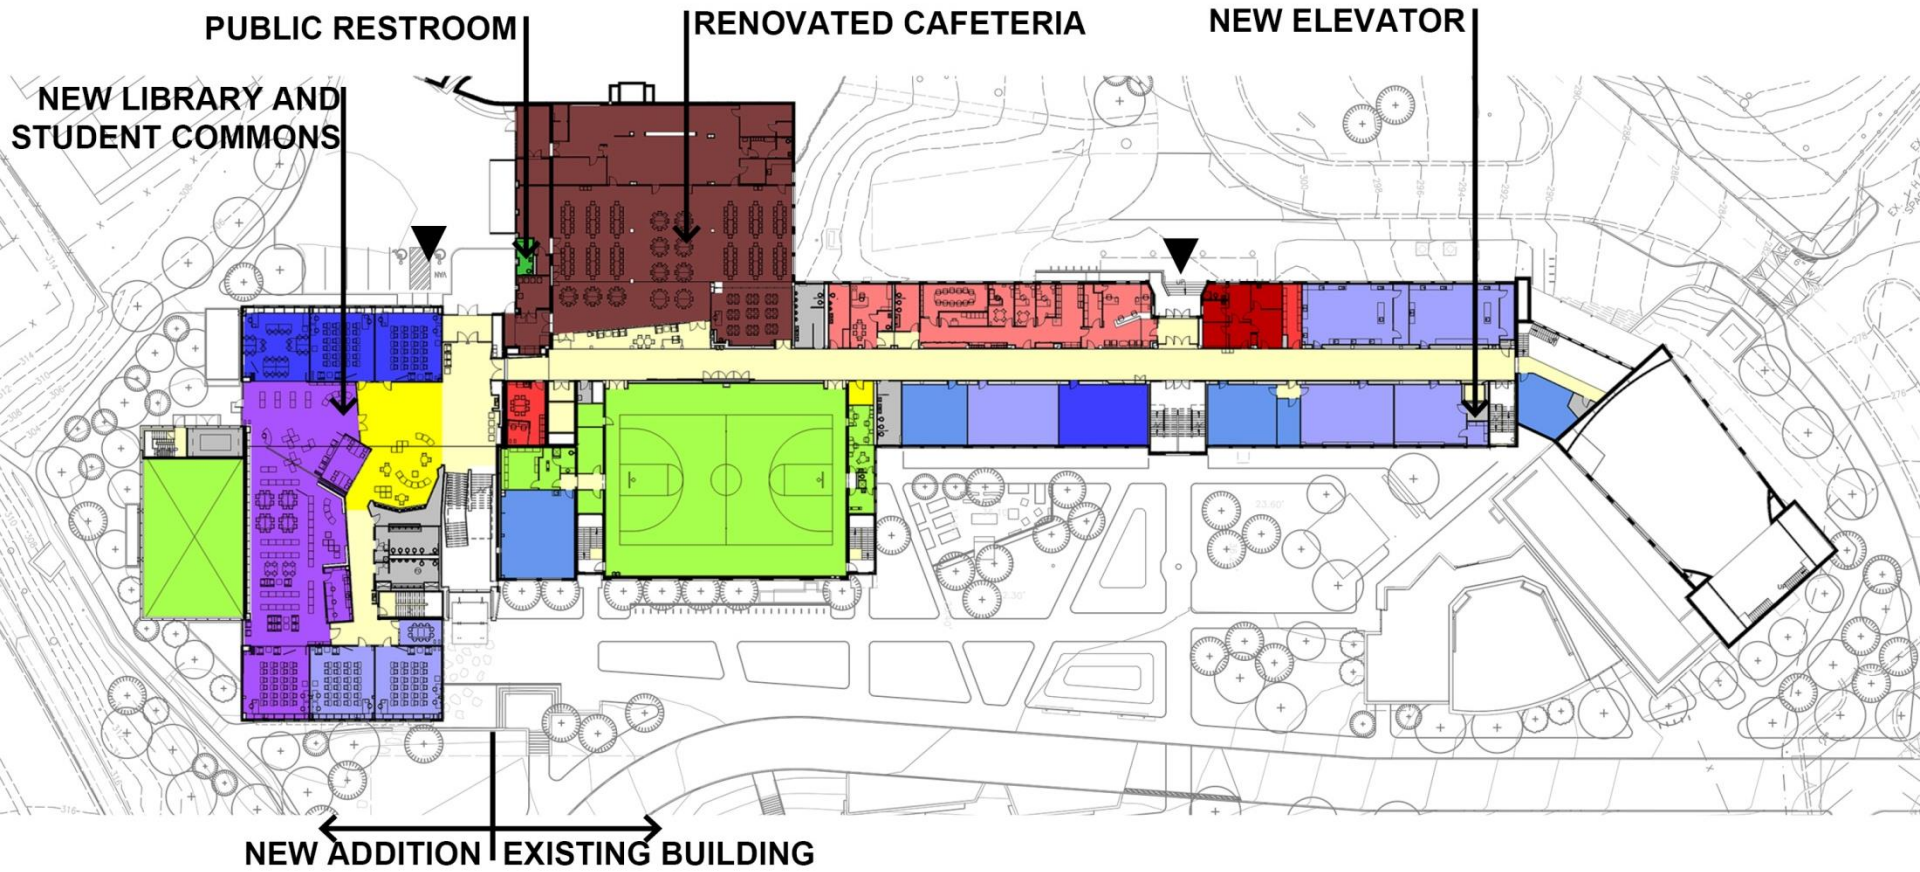 PUBLIC RESTROOM
RENOVATED CAFETERIA
NEW ELEVATOR
NEW LIBRARY AND
STUDENT COMMONS
NEW ADDITION
EXISTING BUILDING